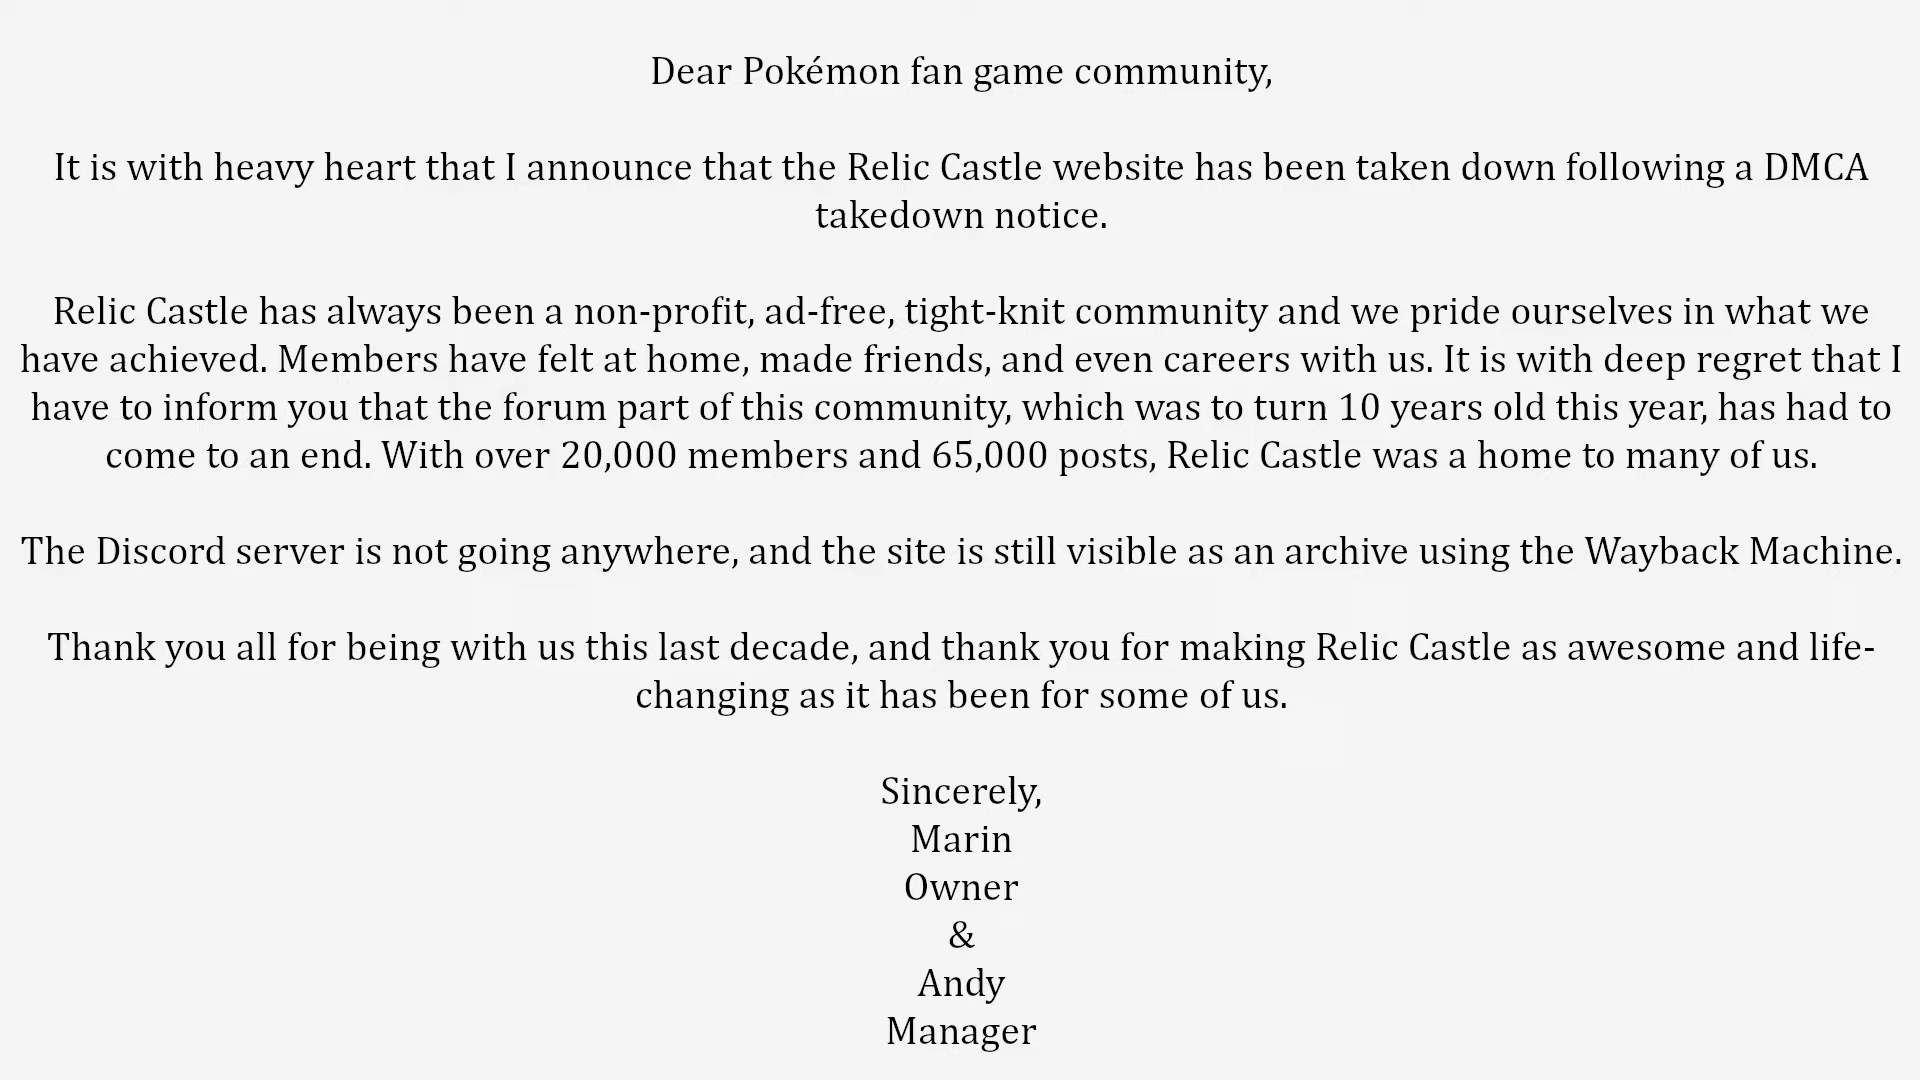 Dear Pokémon fan game community,
It is with heavy heart that I announce that the Relic Castle website has been taken down following a DMCA
takedown notice.
Relic Castle has always been a non-profit, ad-free, tight-knit community and we pride ourselves in what we
have achieved. Members have felt at home, made friends, and even careers with us. It is with deep regret that I
have to inform you that the forum part of this community, which was to turn 10 years old this year, has had to
come to an end. With over 20,000 members and 65,000 posts, Relic Castle was a home to many of us.
The Discord server is not going anywhere, and the site is still visible as an archive using the Wayback Machine.
Thank you all for being with us this last decade, and thank you for making Relic Castle as awesome and life-
changing as it has been for some of us.
Sincerely,
Marin
Owner
&
Andy
Manager